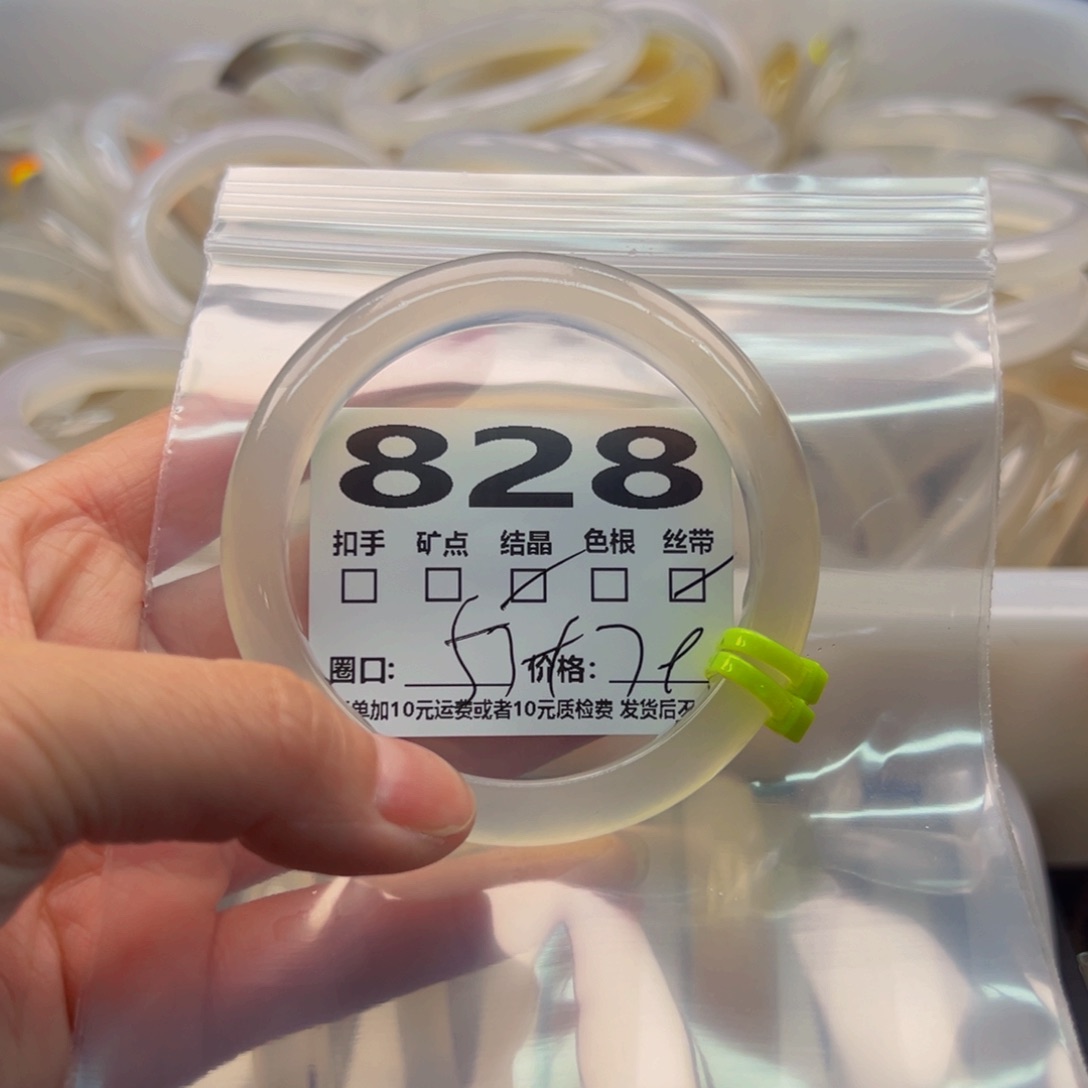 828
扣手 矿点 结晶 色根 丝带
圈口: 价格:
单加10元运费或者10元质检费 发货后不